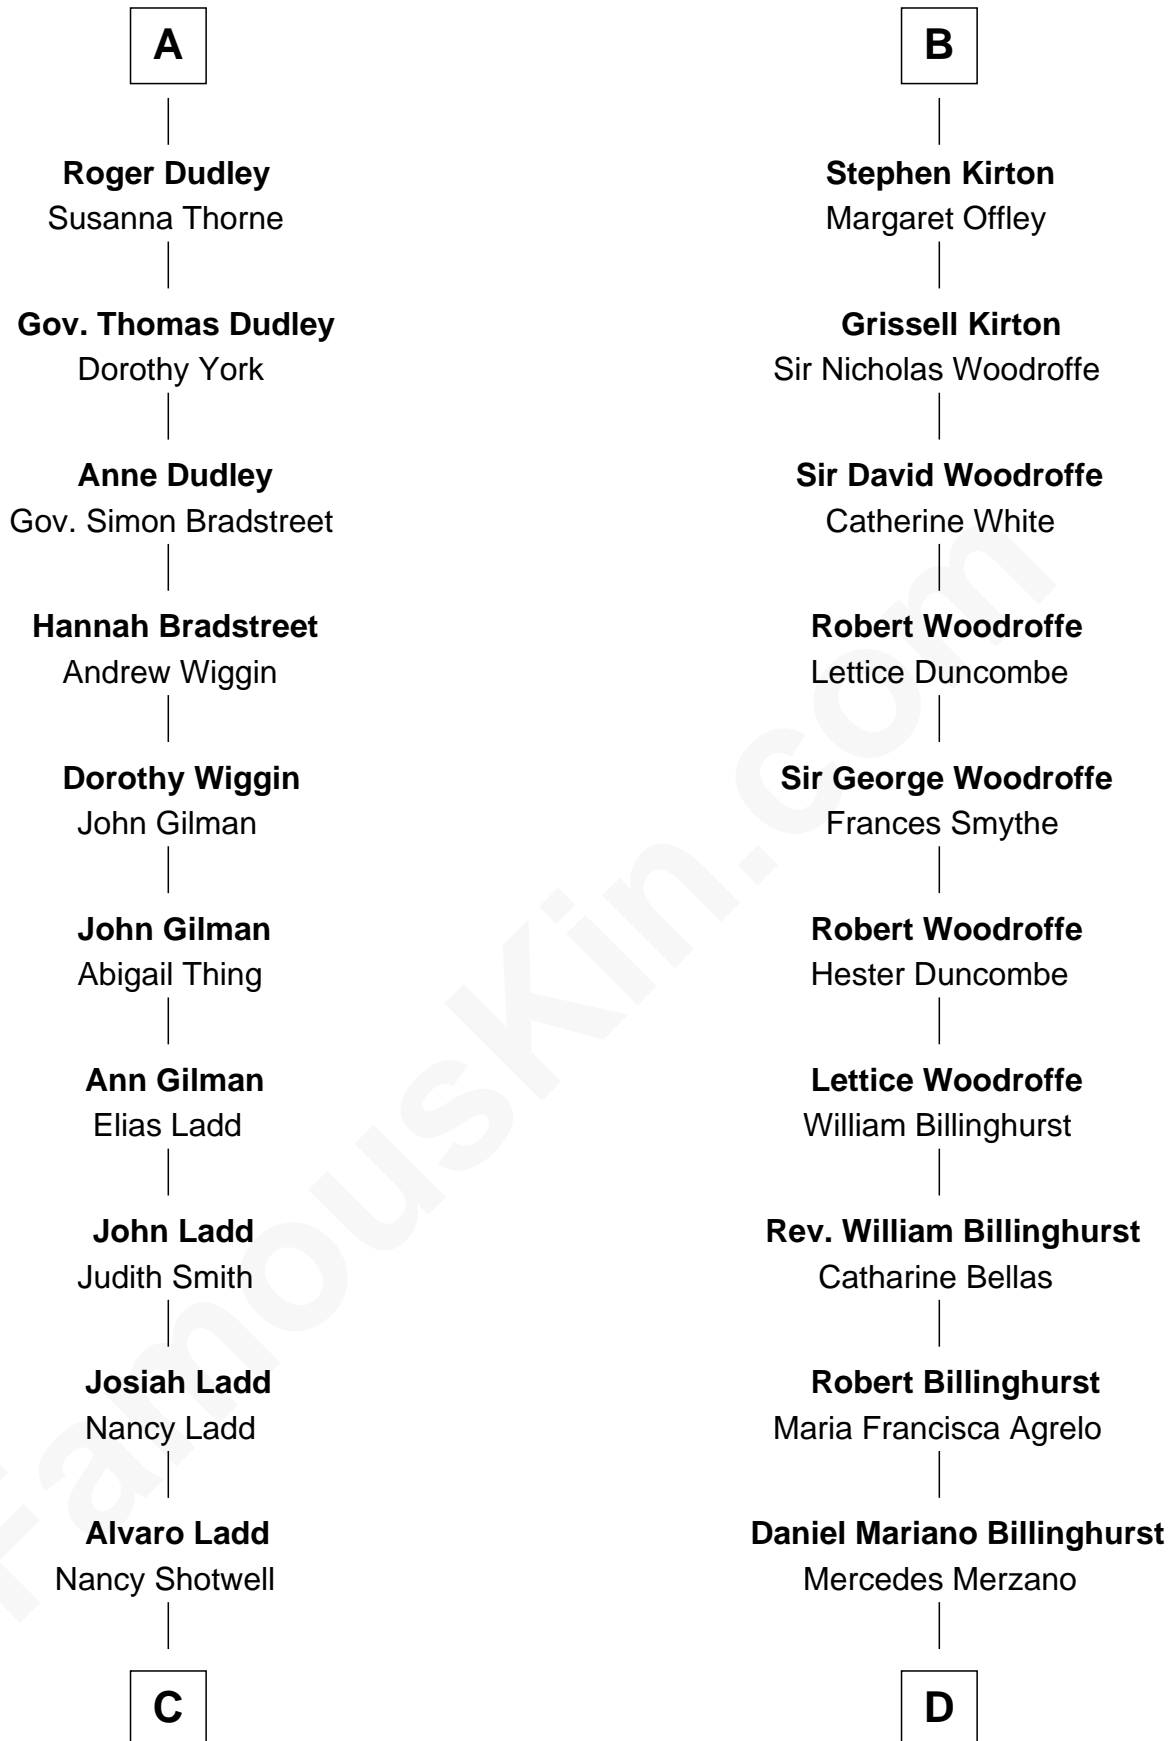 A
Roger Dudley
Susanna Thorne
Gov. Thomas Dudley
Dorothy York
Anne Dudley
Gov. Simon Bradstreet
Hannah Bradstreet
Andrew Wiggin
Dorothy Wiggin
John Gilman
John Gilman
Abigail Thing
Ann Gilman
Elias Ladd
John Ladd
Judith Smith
Josiah Ladd
Nancy Ladd
Alvaro Ladd
Nancy Shotwell
C
B
Stephen Kirton
Margaret Offley
Grissell Kirton
Sir Nicholas Woodroffe
Sir David Woodroffe
Catherine White
Robert Woodroffe
Lettice Duncombe
Sir George Woodroffe
Frances Smythe
Robert Woodroffe
Hester Duncombe
Lettice Woodroffe
William Billinghurst
Rev. William Billinghurst
Catharine Bellas
Robert Billinghurst
Maria Francisca Agrelo
Daniel Mariano Billinghurst
Mercedes Merzano
D
FamousKin.com